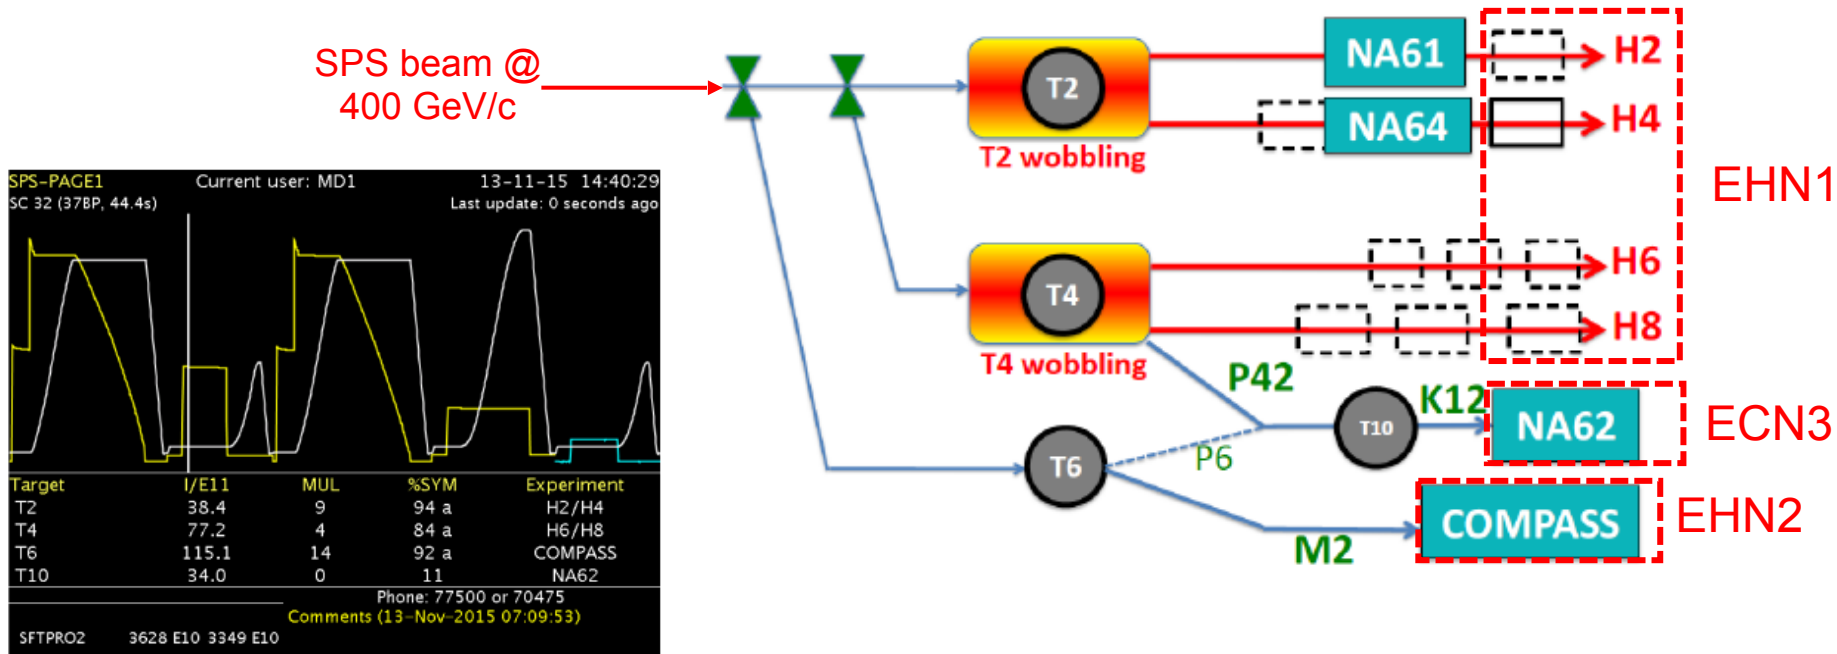 SPS beam @
400 GeV/c
SPS-PAGE1 Current user: MD1 13-11-15 14:40:29
SC 32 (37BP, 44.4s) Last update: 0 seconds ago
Target I/E11 MUL %SYM Experiment
T2 38.4 9 94 a H2/H4
T4 77.2 4 84 a H6/H8
T6 115.1 14 92 a COMPASS
T10 34.0 0 11 NA62
Phone: 77500 or 70475
Comments (13-Nov-2015 07:09:53)
SFTPRO2 3628 E10 3349 E10
T2
T2 wobbling
NA61
H2
NA64
H4
EHN1
T4
T4 wobbling
H6
H8
P42
K12
T10
NA62
ECN3
T6
P6
M2
COMPASS
EHN2